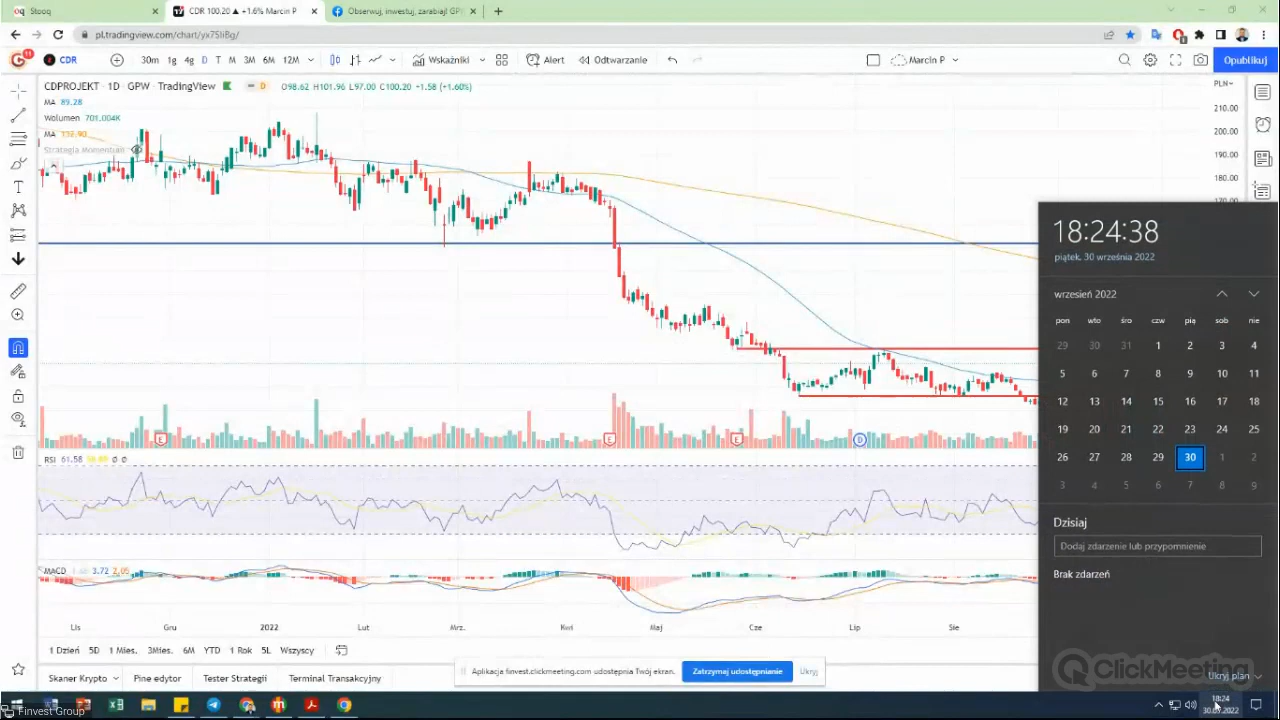 Stooq
CDR 100.20 ▲ +1.6% Marcin P
Obserwuj, inwestuj, zarabiaj! GP
pl.tradingview.com/chart/yx75liBg/
CDR 30m 1g 4g D T M 3M 6M 12M Wskaźniki Alert Odtwarzanie Marcin P Opublikuj
CDPROJEKT · 1D · GPW · TradingView D O98.62 H101.96 L97.00 C100.20 +1.58 (+1.60%)
PLN
MA 89.28
Wolumen 701.004K
MA 132.90
Strategia Momentum
210.00
200.00
190.00
180.00
170.00
18:24:38
piątek, 30 września 2022
wrzesień 2022
pon wto śro czw pią sob nie
29 30 31 1 2 3 4
5 6 7 8 9 10 11
12 13 14 15 16 17 18
19 20 21 22 23 24 25
26 27 28 29 30 1 2
3 4 5 6 7 8 9
Dzisiaj
Dodaj zdarzenie lub przypomnienie
Brak zdarzeń
E E E D
RSI 61.58
MACD 3.72 2.05
Lis Gru 2022 Lut Mrz. Kwi Maj Cze Lip Sie
1 Dzień 5D 1 Mies. 3Mies. 6M YTD 1 Rok 5L Wszyscy
Skaner Krypto Pine edytor Tester Strategii Terminal Transakcyjny
Aplikacja finvest.clickmeeting.com udostępnia Twój ekran. Zatrzymaj udostępnianie Ukryj
ClickMeeting
Ukryj plan
18:24
30.09.2022
Finvest Group